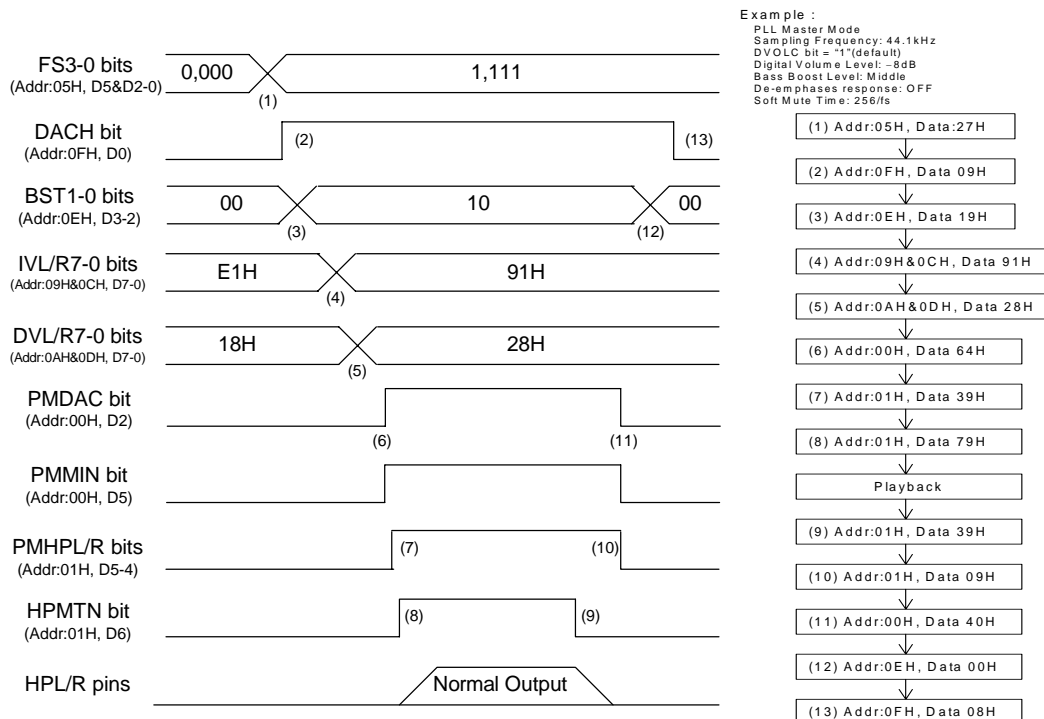 FS3-0 bits
(Addr:05H, D5&D2-0)
0,000
1,111
(1)
DACH bit
(Addr:0FH, D0)
(2)
(13)
BST1-0 bits
(Addr:0EH, D3-2)
00
10
00
(3)
(12)
IVL/R7-0 bits
(Addr:09H&0CH, D7-0)
E1H
91H
(4)
DVL/R7-0 bits
(Addr:0AH&0DH, D7-0)
18H
28H
(5)
PMDAC bit
(Addr:00H, D2)
(6)
(11)
PMMIN bit
(Addr:00H, D5)
PMHPL/R bits
(Addr:01H, D5-4)
(7)
(10)
HPMTN bit
(Addr:01H, D6)
(8)
(9)
HPL/R pins
Normal Output
Example :
PLL Master Mode
Sampling Frequency: 44.1kHz
DVOLC bit = "1"(default)
Digital Volume Level: −8dB
Bass Boost Level: Middle
De-emphases response: OFF
Soft Mute Time: 256/fs
(1) Addr:05H, Data:27H
(2) Addr:0FH, Data 09H
(3) Addr:0EH, Data 19H
(4) Addr:09H&0CH, Data 91H
(5) Addr:0AH&0DH, Data 28H
(6) Addr:00H, Data 64H
(7) Addr:01H, Data 39H
(8) Addr:01H, Data 79H
Playback
(9) Addr:01H, Data 39H
(10) Addr:01H, Data 09H
(11) Addr:00H, Data 40H
(12) Addr:0EH, Data 00H
(13) Addr:0FH, Data 08H